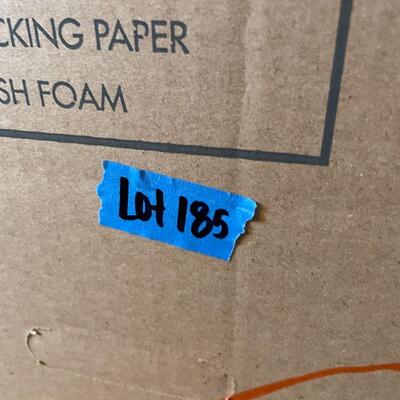 CKING PAPER
SH FOAM
Lot 185